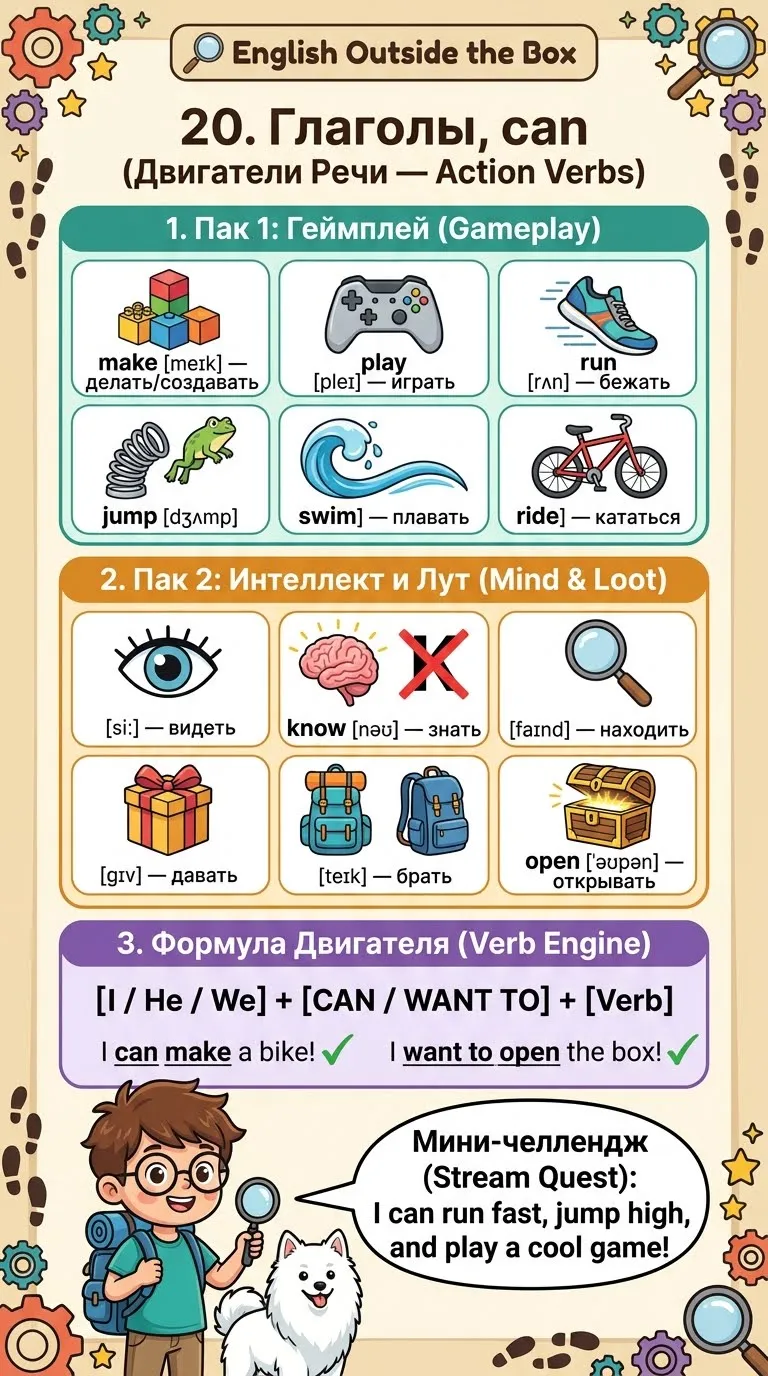 English Outside the Box
20. Глаголы, can
(Двигатели Речи — Action Verbs)
1. Пак 1: Геймплей (Gameplay)
make [meɪk] —
делать/создавать
play
[pleɪ] — играть
run
[rʌn] — бежать
jump [dʒʌmp]
swim] — плавать
ride] — кататься
2. Пак 2: Интеллект и Лут (Mind & Loot)
K
[siː] — видеть
know [nəʊ] — знать
[faɪnd] — находить
[gɪv] — давать
[teɪk] — брать
open [ˈəʊpən] —
открывать
3. Формула Двигателя (Verb Engine)
[I / He / We] + [CAN / WANT TO] + [Verb]
I can make a bike!
I want to open the box!
Мини-челлендж
(Stream Quest):
I can run fast, jump high,
and play a cool game!